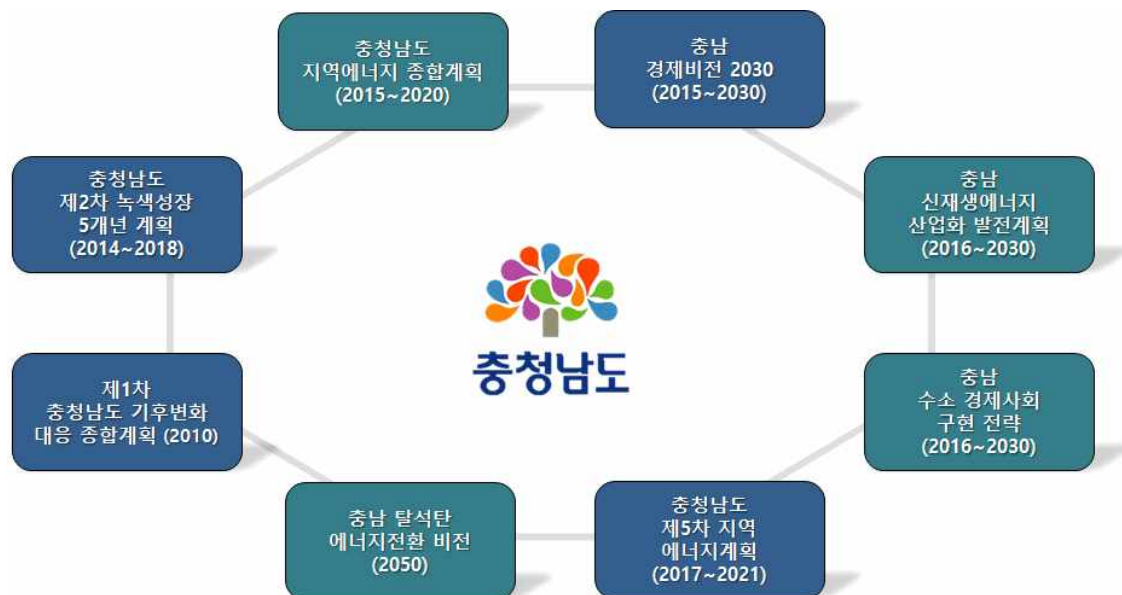 충청남도
지역에너지 종합계획
(2015~2020)
충남
경제비전 2030
(2015~2030)
충청남도
제2차 녹색성장
5개년 계획
(2014~2018)
충남
신재생에너지
산업화 발전계획
(2016~2030)
충청남도
제1차
충청남도 기후변화
대응 종합계획 (2010)
충남
수소 경제사회
구현 전략
(2016~2030)
충남 탈석탄
에너지전환 비전
(2050)
충청남도
제5차 지역
에너지계획
(2017~2021)